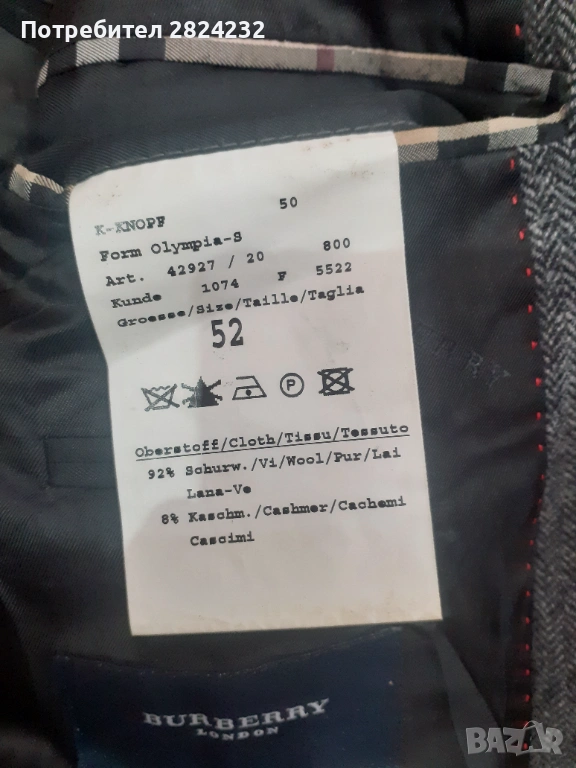 Потребител 2824232
K-KNOPF 50
Form Olympia-S
Art. 42927 / 20 800
Kunde 1074 F 5522
Groesse/Size/Taille/Taglia
52
P
Oberstoff/Cloth/Tissu/Tessuto
92% Schurw./Vi/Wool/Pur/Lai
Lana-Ve
8% Kaschm./Cashmer/Cachemi
Cascimi
BURBERRY
LONDON
BAZAR